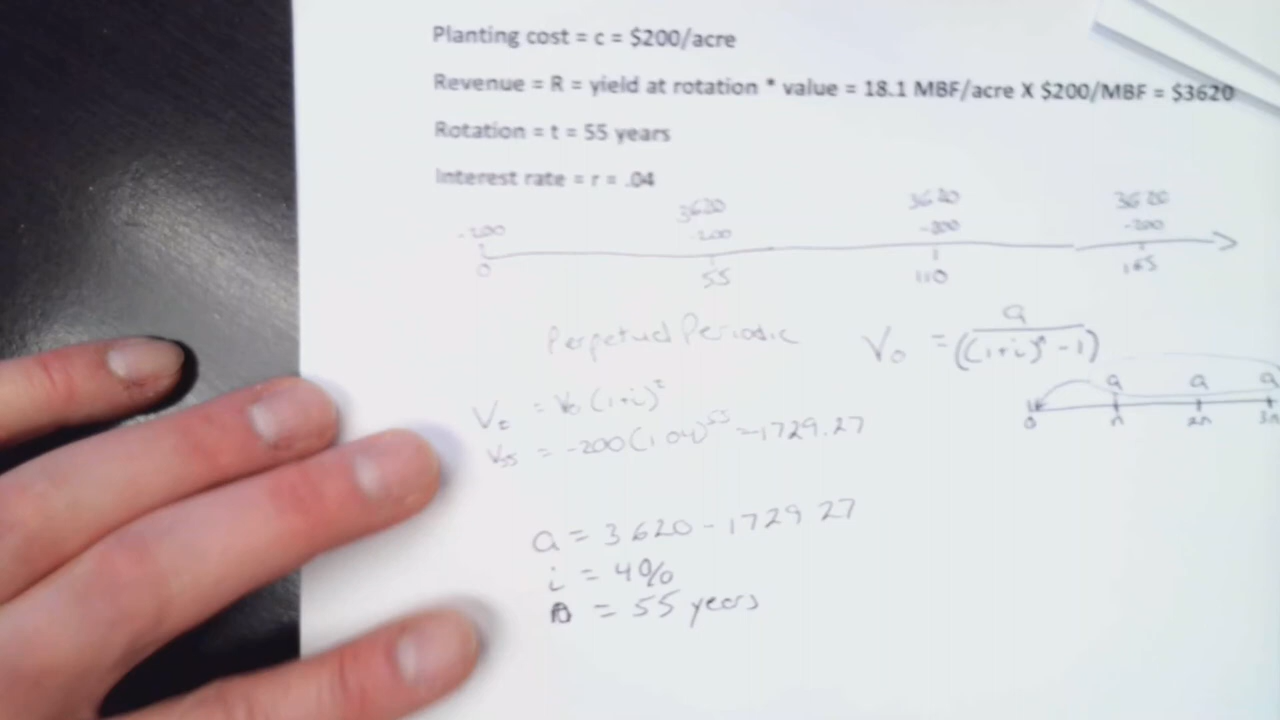 Planting cost = c = $200/acre
Revenue = R = yield at rotation * value = 18.1 MBF/acre X $200/MBF = $3620
Rotation = t = 55 years
Interest rate = r = .04
-200 3620 3620 3620
-200 -200 -200
0 55 110 165
Perpetual Periodic V₀ = a / ((1+i)ⁿ - 1)
a a a
0 n 2n 3n
V₀(1+i)
V₅₅ = -200(1.04)⁵⁵ = -1729.27
a = 3620 - 1729.27
i = 4%
= 55 years